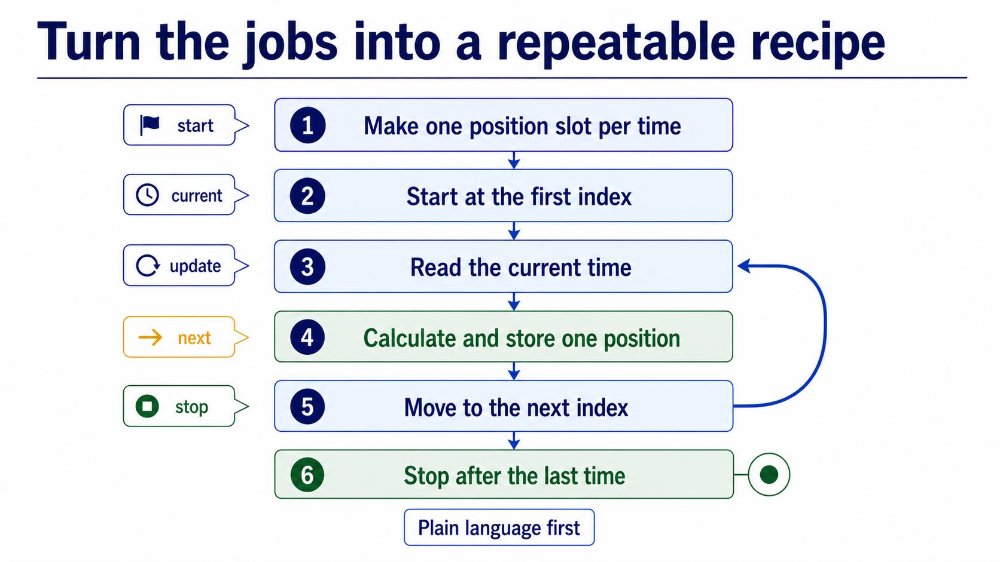 Turn the jobs into a repeatable recipe
start
1 Make one position slot per time
current
2 Start at the first index
update
3 Read the current time
next
4 Calculate and store one position
stop
5 Move to the next index
6 Stop after the last time
Plain language first